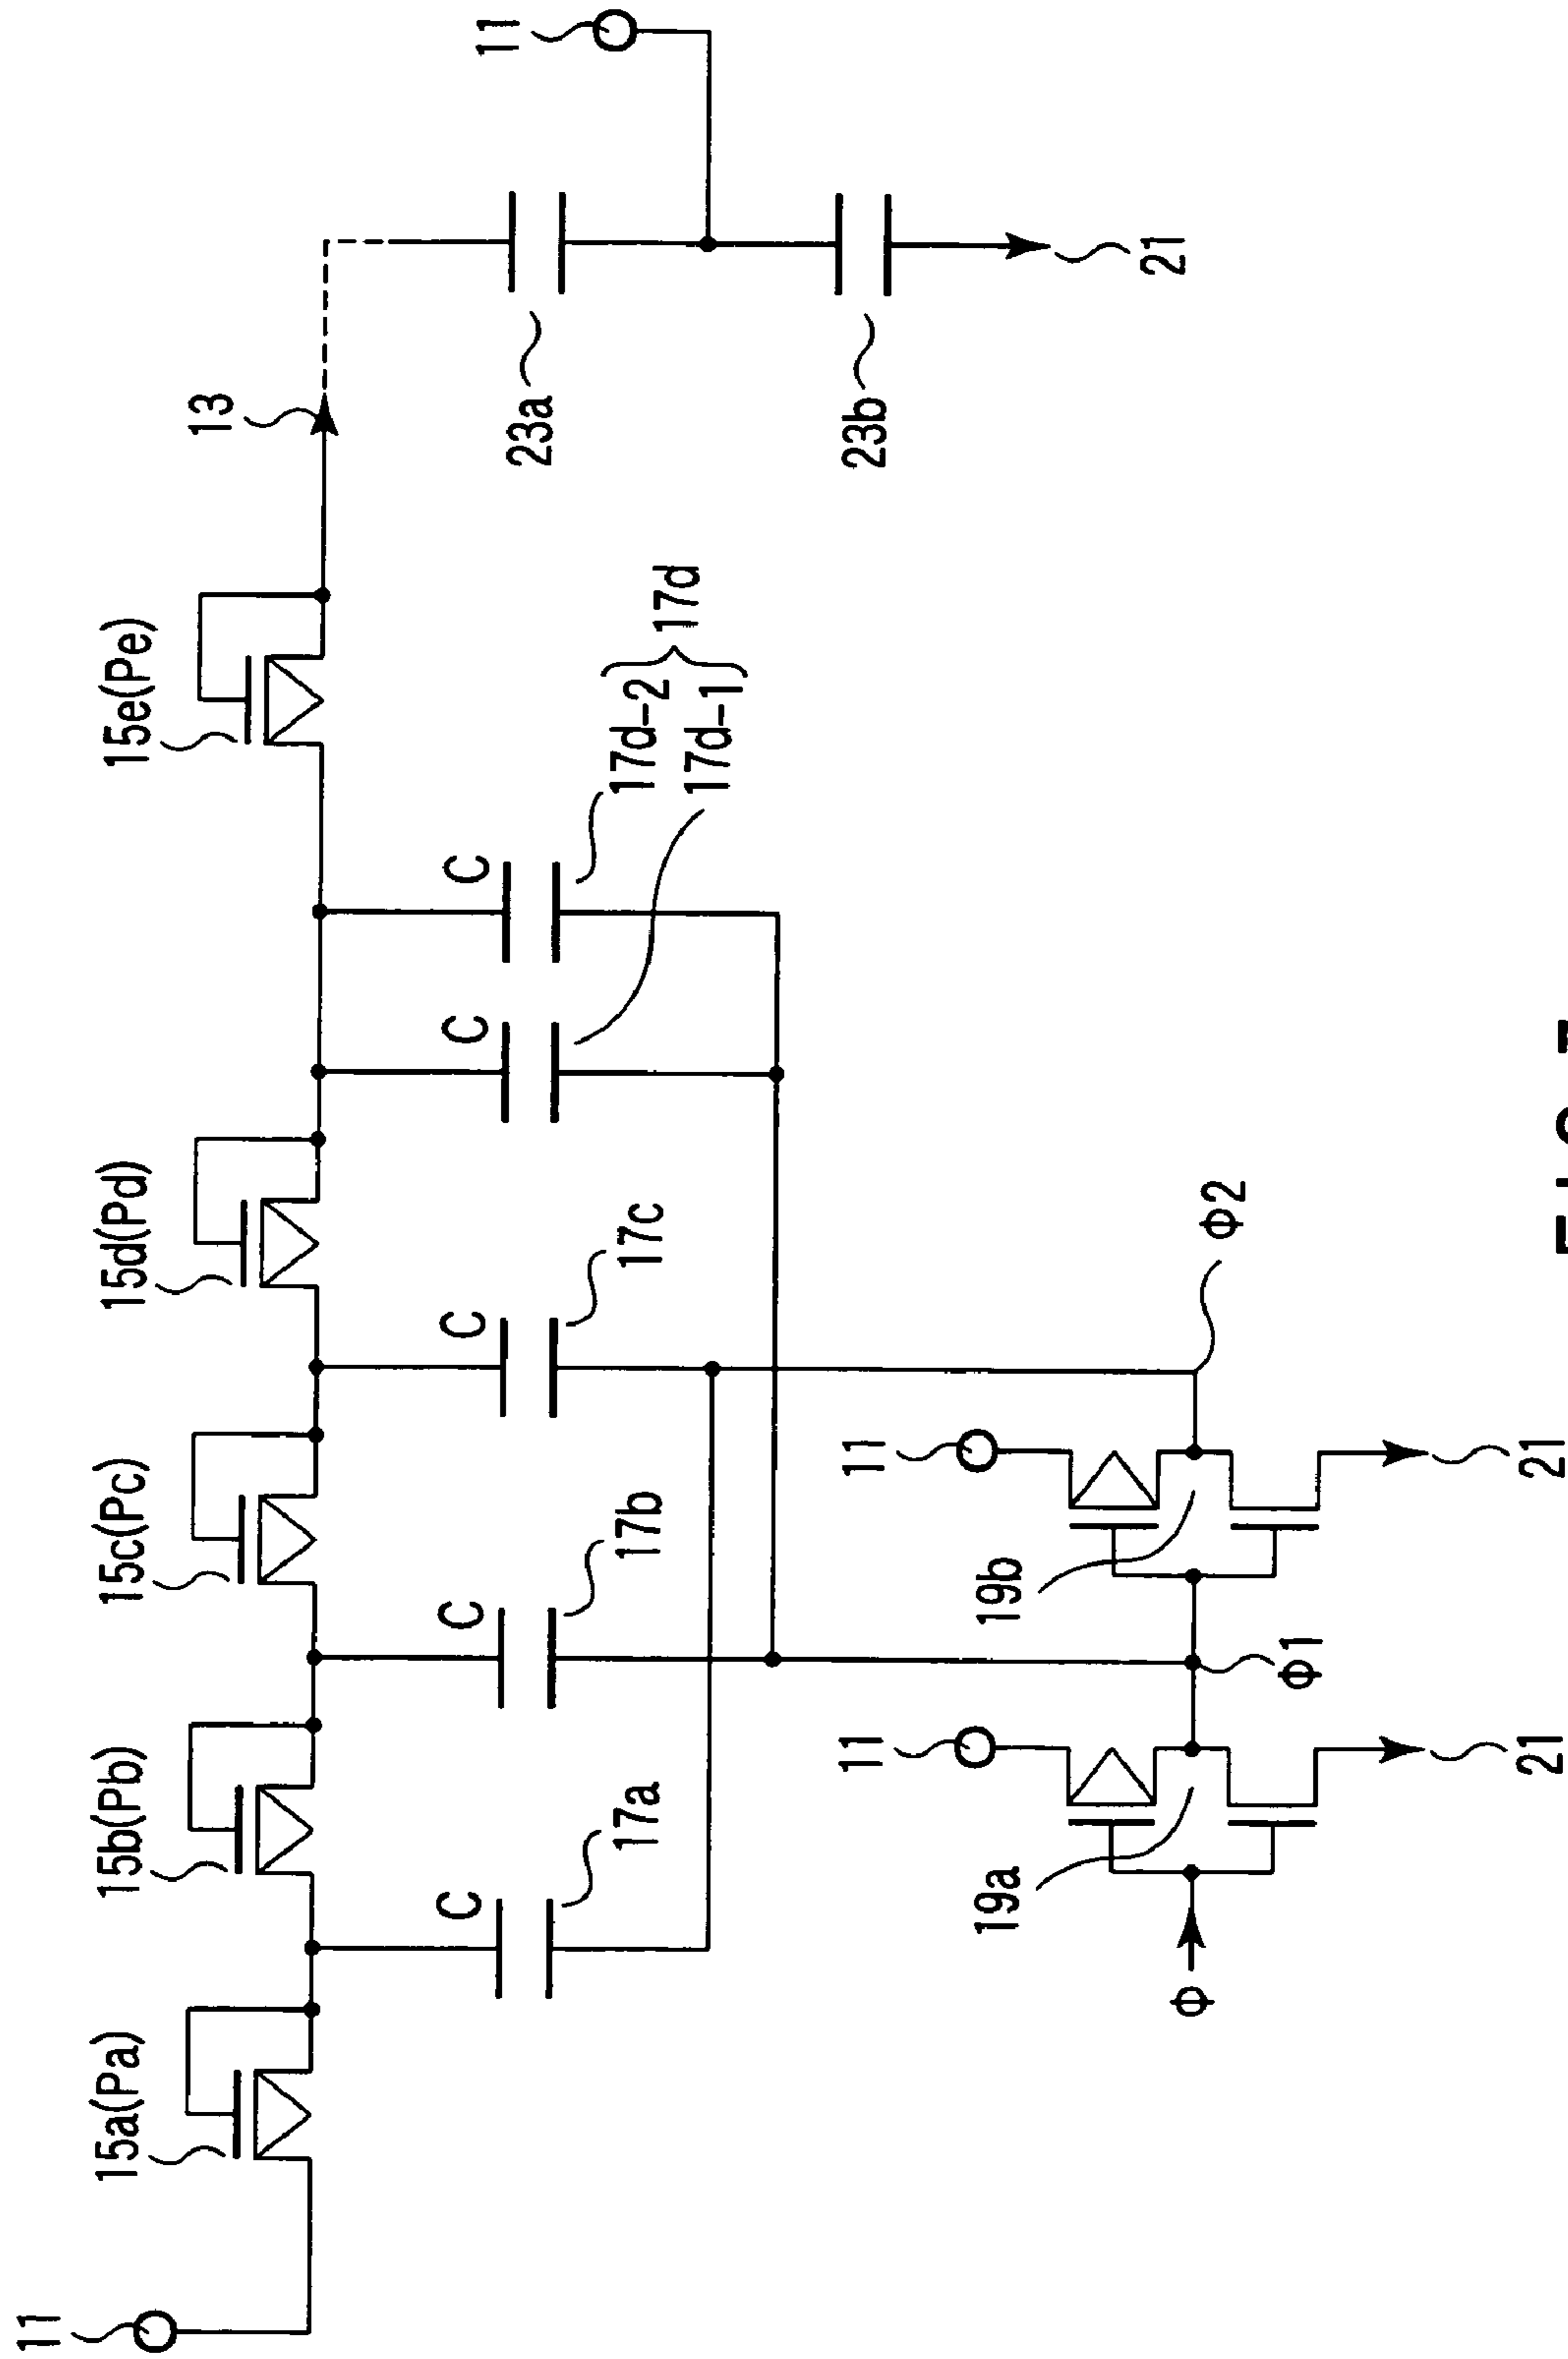 11
15a(Pa)
15b(Pb)
15c(Pc)
15d(Pd)
15e(Pe)
13
11
C
C
C
C
C
23a
17a
17b
17c
17d-2
17d-1
17d
23b
11
11
19a
19b
Φ
Φ1
Φ2
21
21
21